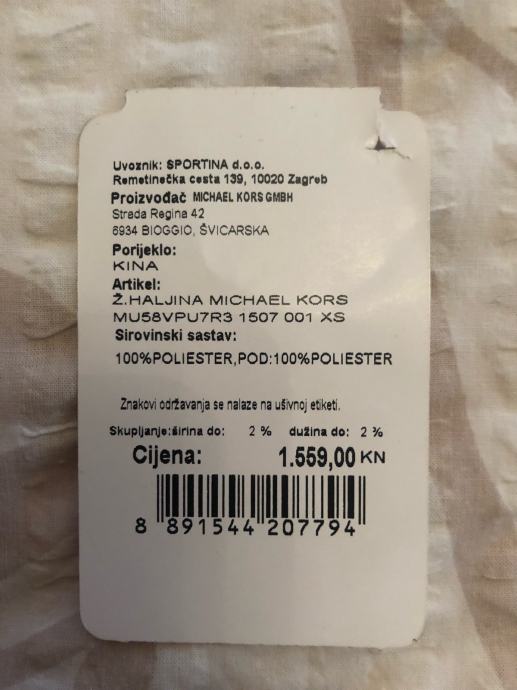 Uvoznik: SPORTINA d.o.o.
Remetinečka cesta 139, 10020 Zagreb
Proizvođač MICHAEL KORS GMBH
Strada Regina 42
6934 BIOGGIO, ŠVICARSKA
Porijeklo:
KINA
Artikel:
Ž.HALJINA MICHAEL KORS
MU58VPU7R3 1507 001 XS
Sirovinski sastav:
100%POLIESTER,POD:100%POLIESTER
Znakovi održavanja se nalaze na ušivnoj etiketi.
Skupljanje:širina do: 2 % dužina do: 2 %
Cijena: 1.559,00 KN
8 891544 207794